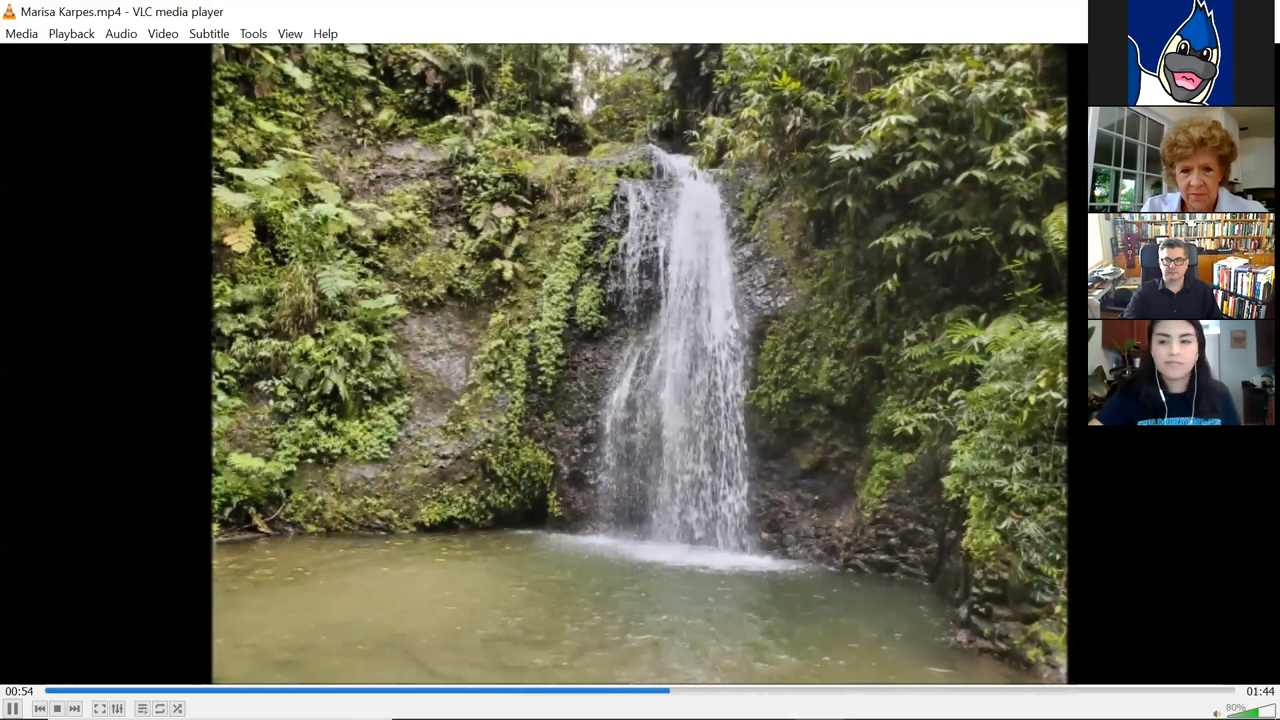 Marisa Karpes.mp4 - VLC media player
Media Playback Audio Video Subtitle Tools View Help
00:54
01:44
80%